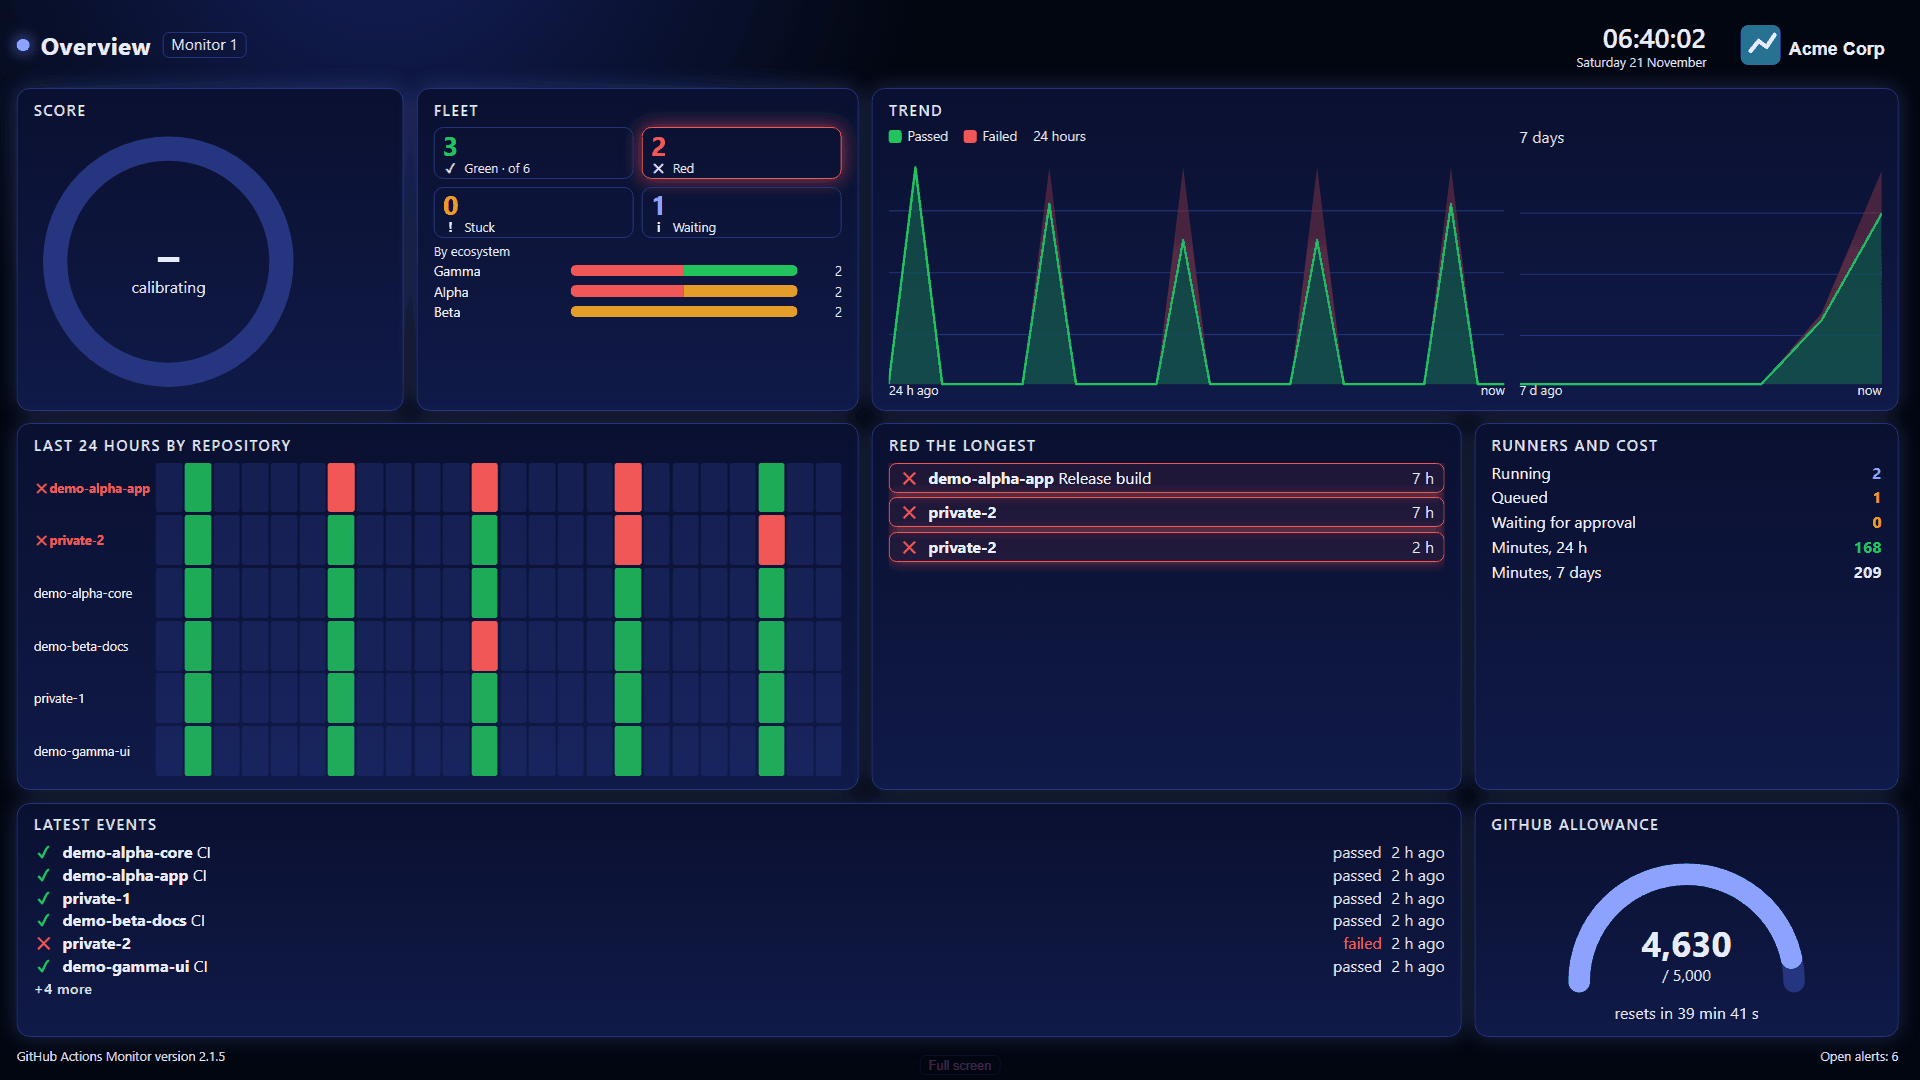 Overview
Monitor 1
06:40:02
Saturday 21 November
Acme Corp
SCORE
–
calibrating
FLEET
3
✓ Green · of 6
2
✕ Red
0
! Stuck
1
i Waiting
By ecosystem
Gamma 2
Alpha 2
Beta 2
TREND
Passed Failed 24 hours
7 days
24 h ago now
7 d ago now
LAST 24 HOURS BY REPOSITORY
✕ demo-alpha-app
✕ private-2
demo-alpha-core
demo-beta-docs
private-1
demo-gamma-ui
RED THE LONGEST
✕ demo-alpha-app Release build 7 h
✕ private-2 7 h
✕ private-2 2 h
RUNNERS AND COST
Running 2
Queued 1
Waiting for approval 0
Minutes, 24 h 168
Minutes, 7 days 209
LATEST EVENTS
✓ demo-alpha-core CI passed 2 h ago
✓ demo-alpha-app CI passed 2 h ago
✓ private-1 passed 2 h ago
✓ demo-beta-docs CI passed 2 h ago
✕ private-2 failed 2 h ago
✓ demo-gamma-ui CI passed 2 h ago
+4 more
GITHUB ALLOWANCE
4,630
/ 5,000
resets in 39 min 41 s
GitHub Actions Monitor version 2.1.5
Full screen
Open alerts: 6